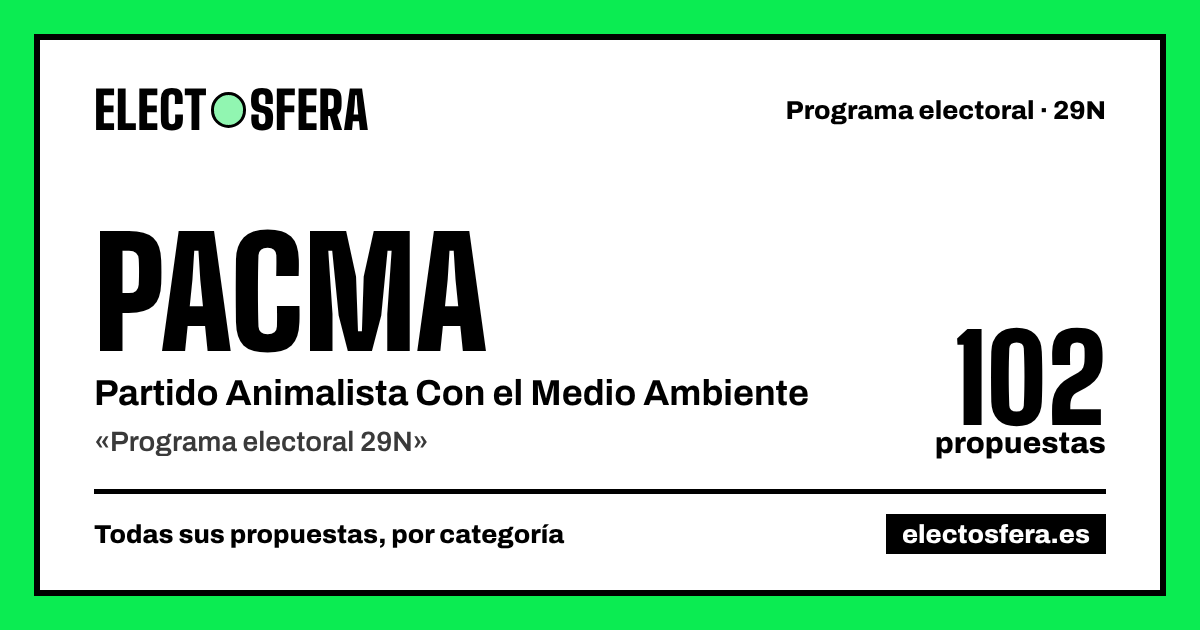 ELECTOSFERA
Programa electoral · 29N
PACMA
Partido Animalista Con el Medio Ambiente
«Programa electoral 29N»
102
propuestas
Todas sus propuestas, por categoría
electosfera.es